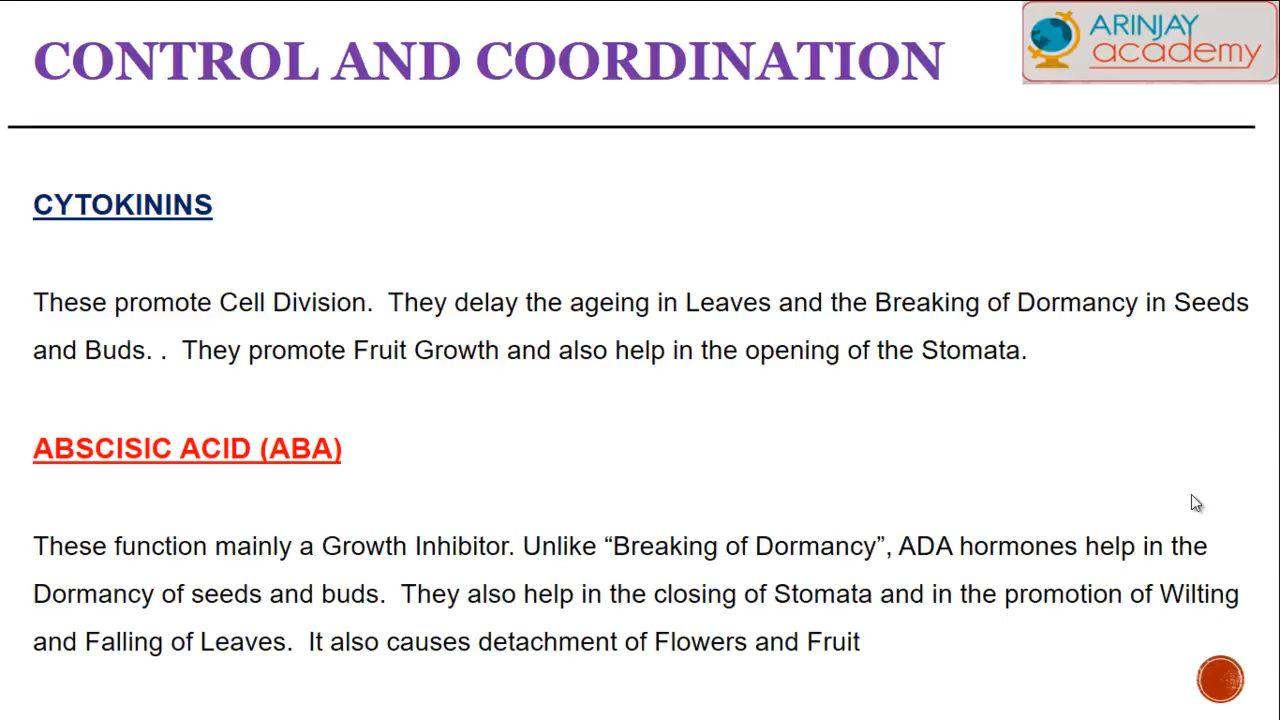 CONTROL AND COORDINATION
ARINJAY
academy
CYTOKININS
These promote Cell Division.  They delay the ageing in Leaves and the Breaking of Dormancy in Seeds
and Buds. .  They promote Fruit Growth and also help in the opening of the Stomata.
ABSCISIC ACID (ABA)
These function mainly a Growth Inhibitor. Unlike “Breaking of Dormancy”, ADA hormones help in the
Dormancy of seeds and buds.  They also help in the closing of Stomata and in the promotion of Wilting
and Falling of Leaves.  It also causes detachment of Flowers and Fruit